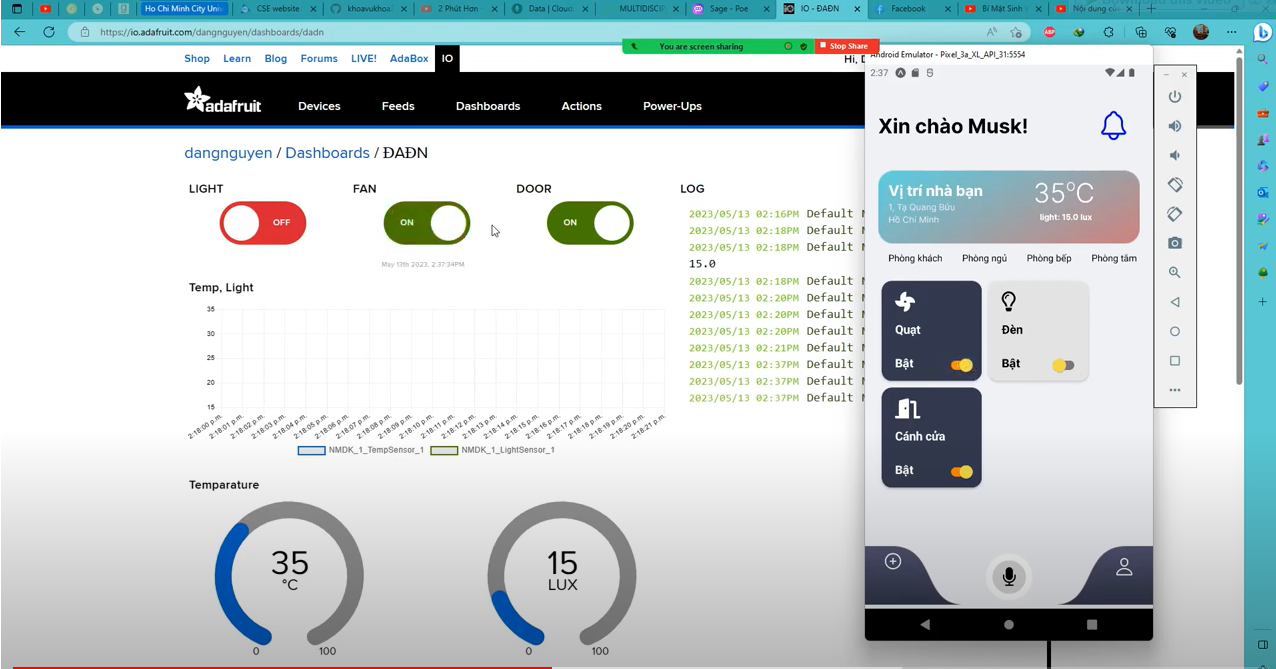 Ho Chi Minh City Uni
CSE website
khoavukhoa
2 Phút Hơn
Data | Cloud
MULTIDISCIP
Sage - Poe
IO - ĐAĐN
Facebook
Bí Mật Sinh
Nội dung cu
https://io.adafruit.com/dangnguyen/dashboards/dadn
You are screen sharing
Stop Share
Shop Learn Blog Forums LIVE! AdaBox IO
Hi,
adafruit
Devices Feeds Dashboards Actions Power-Ups
dangnguyen / Dashboards / ĐAĐN
LIGHT
OFF
FAN
ON
May 13th 2023, 2:37:34PM
DOOR
ON
LOG
2023/05/13 02:16PM Default
2023/05/13 02:18PM Default
2023/05/13 02:18PM Default
15.0
2023/05/13 02:18PM Default
2023/05/13 02:20PM Default
2023/05/13 02:20PM Default
2023/05/13 02:20PM Default
2023/05/13 02:21PM Default
2023/05/13 02:37PM Default
2023/05/13 02:37PM Default
2023/05/13 02:37PM Default
Temp, Light
35
30
25
20
15
2:18:00 p.m. 2:18:01 p.m. 2:18:02 p.m. 2:18:03 p.m. 2:18:04 p.m. 2:18:05 p.m. 2:18:06 p.m. 2:18:07 p.m. 2:18:08 p.m. 2:18:09 p.m. 2:18:10 p.m. 2:18:11 p.m. 2:18:12 p.m. 2:18:13 p.m. 2:18:14 p.m. 2:18:15 p.m. 2:18:16 p.m. 2:18:17 p.m. 2:18:18 p.m. 2:18:19 p.m. 2:18:20 p.m. 2:18:21 p.m.
NMDK_1_TempSensor_1 NMDK_1_LightSensor_1
Temparature
35
°C
0 100
15
LUX
0 100
Android Emulator - Pixel_3a_XL_API_31:5554
2:37
Xin chào Musk!
Vị trí nhà bạn
1, Tạ Quang Bửu
Hồ Chí Minh
35°C
light: 15.0 lux
Phòng khách Phòng ngủ Phòng bếp Phòng tắm
Quạt
Bật
Đèn
Bật
Cánh cửa
Bật